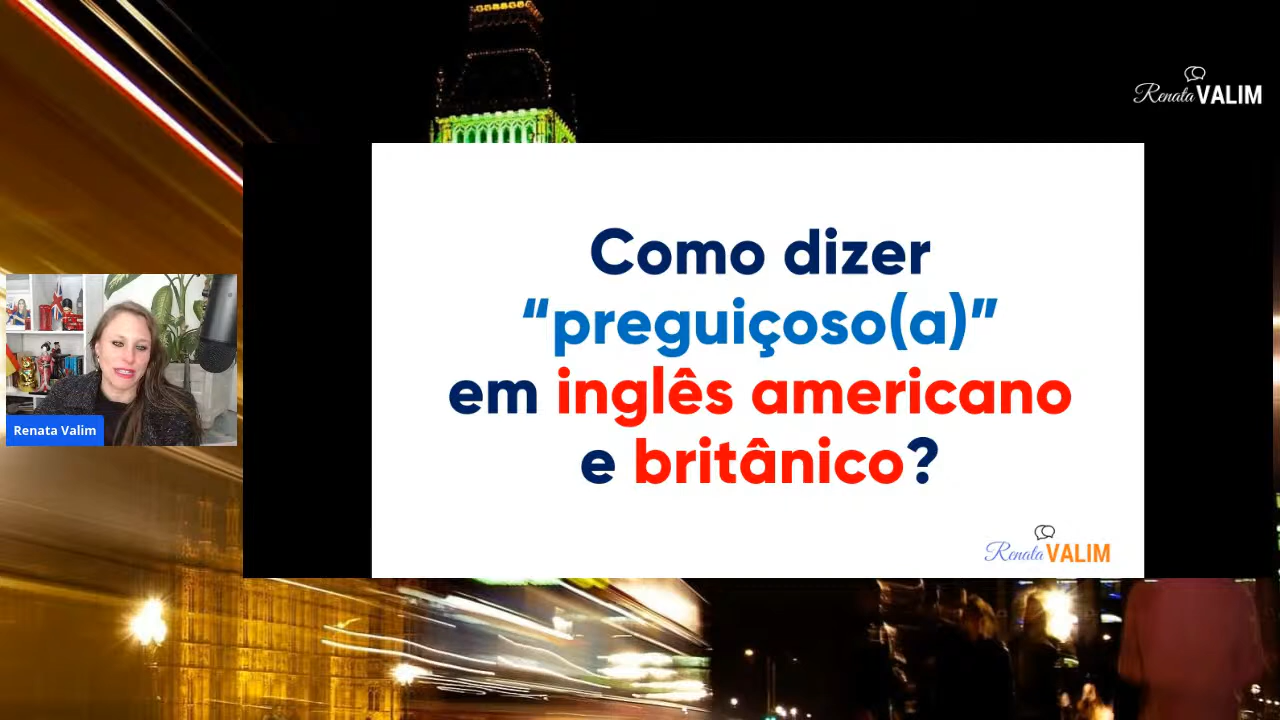 Renata VALIM
Como dizer
“preguiçoso(a)”
em inglês americano
e britânico?
Renata VALIM
Renata Valim